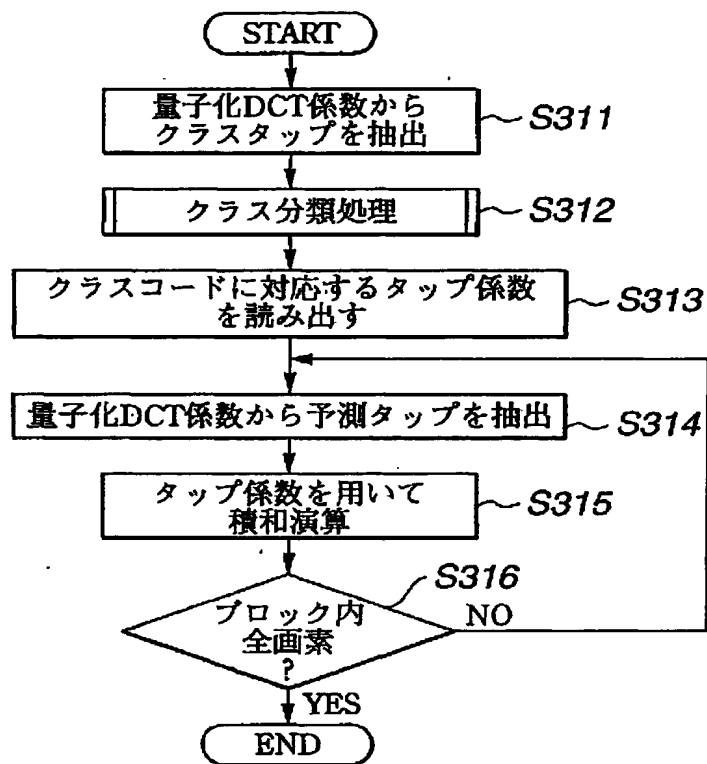 START
量子化DCT係数から
クラスタップを抽出
S311
クラス分類処理
S312
クラスコードに対応するタップ係数
を読み出す
S313
量子化DCT係数から予測タップを抽出
S314
タップ係数を用いて
積和演算
S315
S316
ブロック内
全画素
?
NO
YES
END